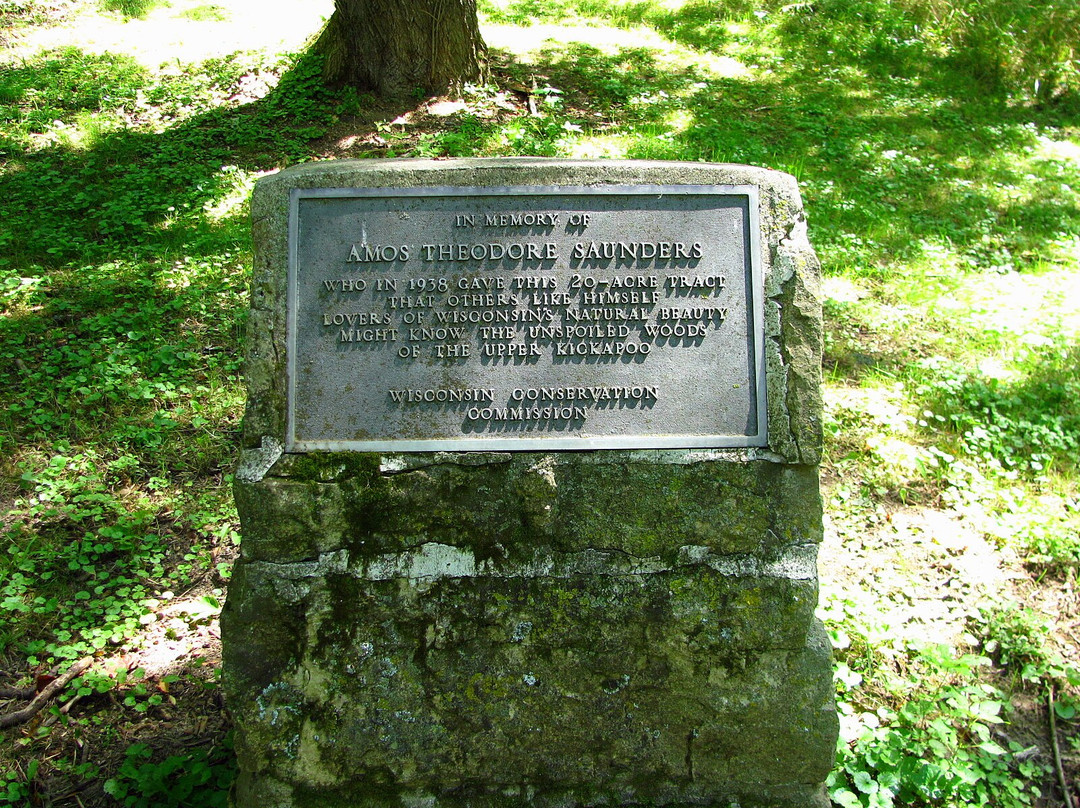 IN MEMORY OF
AMOS THEODORE SAUNDERS
WHO IN 1938 GAVE THIS 20-ACRE TRACT
THAT OTHERS LIKE HIMSELF
LOVERS OF WISCONSIN'S NATURAL BEAUTY
MIGHT KNOW THE UNSPOILED WOODS
OF THE UPPER KICKAPOO
WISCONSIN CONSERVATION
COMMISSION